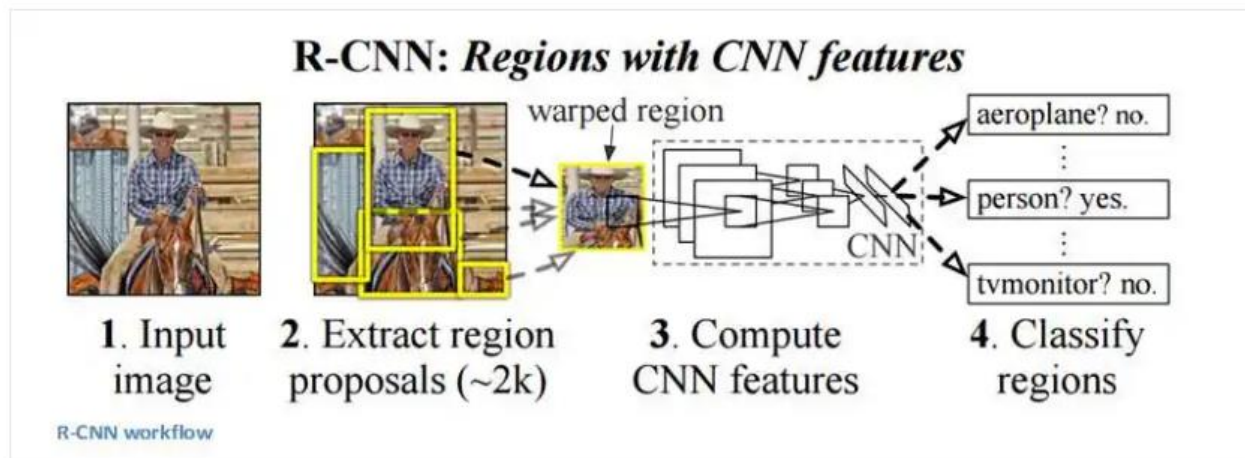 R-CNN: Regions with CNN features
warped region
aeroplane? no.
⋮
person? yes.
⋮
tvmonitor? no.
CNN
1. Input
image
2. Extract region
proposals (~2k)
3. Compute
CNN features
4. Classify
regions
R-CNN workflow